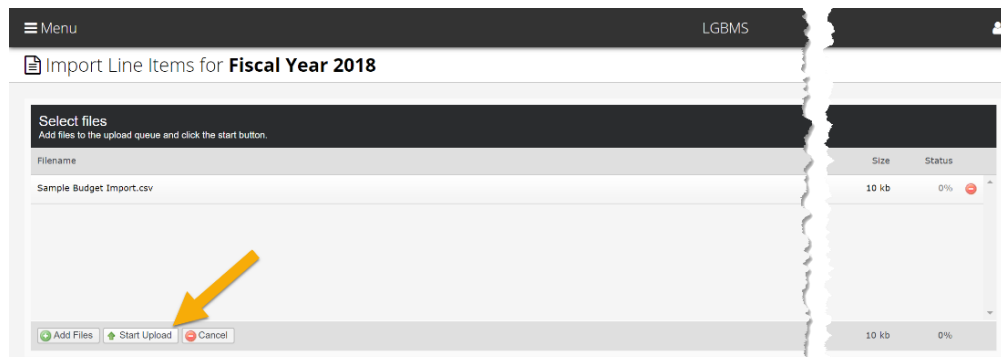 Menu LGBMS
Import Line Items for Fiscal Year 2018
Select files
Add files to the upload queue and click the start button.
Filename Size Status
Sample Budget Import.csv 10 kb 0%
Add Files Start Upload Cancel 10 kb 0%